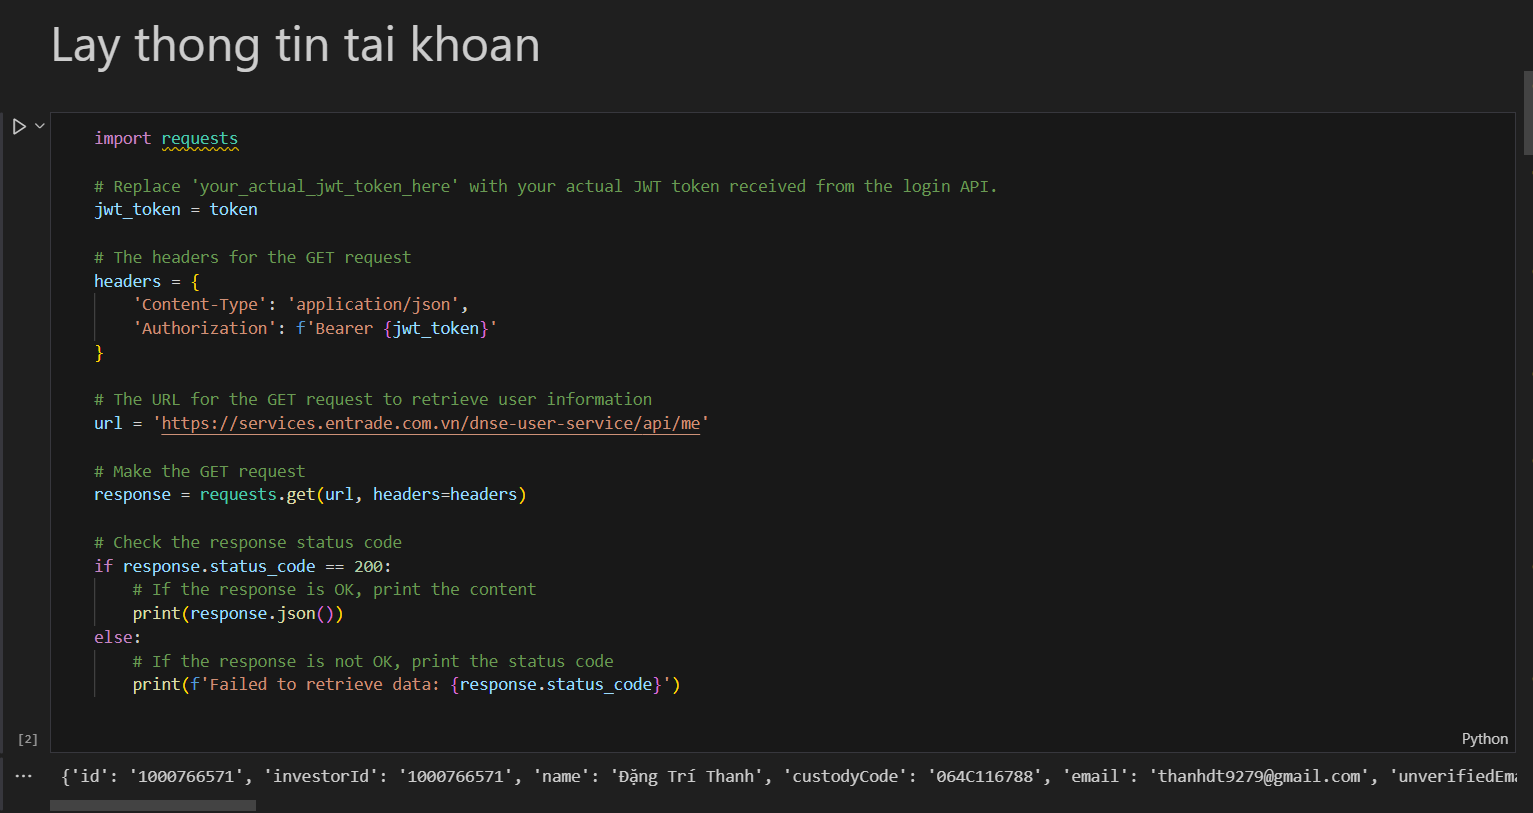 Lay thong tin tai khoan
import requests
# Replace 'your_actual_jwt_token_here' with your actual JWT token received from the login API.
jwt_token = token
# The headers for the GET request
headers = {
    'Content-Type': 'application/json',
    'Authorization': f'Bearer {jwt_token}'
}
# The URL for the GET request to retrieve user information
url = 'https://services.entrade.com.vn/dnse-user-service/api/me'
# Make the GET request
response = requests.get(url, headers=headers)
# Check the response status code
if response.status_code == 200:
    # If the response is OK, print the content
    print(response.json())
else:
    # If the response is not OK, print the status code
    print(f'Failed to retrieve data: {response.status_code}')
[2]
Python
{'id': '1000766571', 'investorId': '1000766571', 'name': 'Đặng Trí Thanh', 'custodyCode': '064C116788', 'email': 'thanhdt9279@gmail.com', 'unverifiedEma